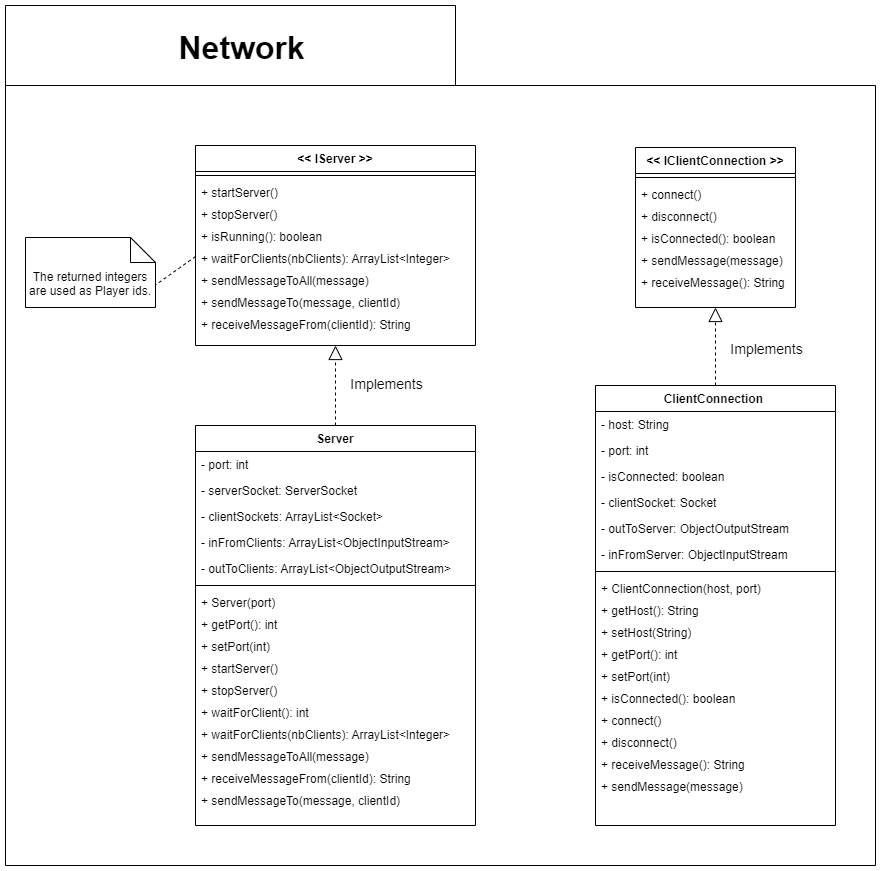 Network
<< IServer >>
+ startServer()
+ stopServer()
+ isRunning(): boolean
+ waitForClients(nbClients): ArrayList<Integer>
+ sendMessageToAll(message)
+ sendMessageTo(message, clientId)
+ receiveMessageFrom(clientId): String
The returned integers
are used as Player ids.
Implements
Server
- port: int
- serverSocket: ServerSocket
- clientSockets: ArrayList<Socket>
- inFromClients: ArrayList<ObjectInputStream>
- outToClients: ArrayList<ObjectOutputStream>
+ Server(port)
+ getPort(): int
+ setPort(int)
+ startServer()
+ stopServer()
+ waitForClient(): int
+ waitForClients(nbClients): ArrayList<Integer>
+ sendMessageToAll(message)
+ receiveMessageFrom(clientId): String
+ sendMessageTo(message, clientId)
<< IClientConnection >>
+ connect()
+ disconnect()
+ isConnected(): boolean
+ sendMessage(message)
+ receiveMessage(): String
Implements
ClientConnection
- host: String
- port: int
- isConnected: boolean
- clientSocket: Socket
- outToServer: ObjectOutputStream
- inFromServer: ObjectInputStream
+ ClientConnection(host, port)
+ getHost(): String
+ setHost(String)
+ getPort(): int
+ setPort(int)
+ isConnected(): boolean
+ connect()
+ disconnect()
+ receiveMessage(): String
+ sendMessage(message)